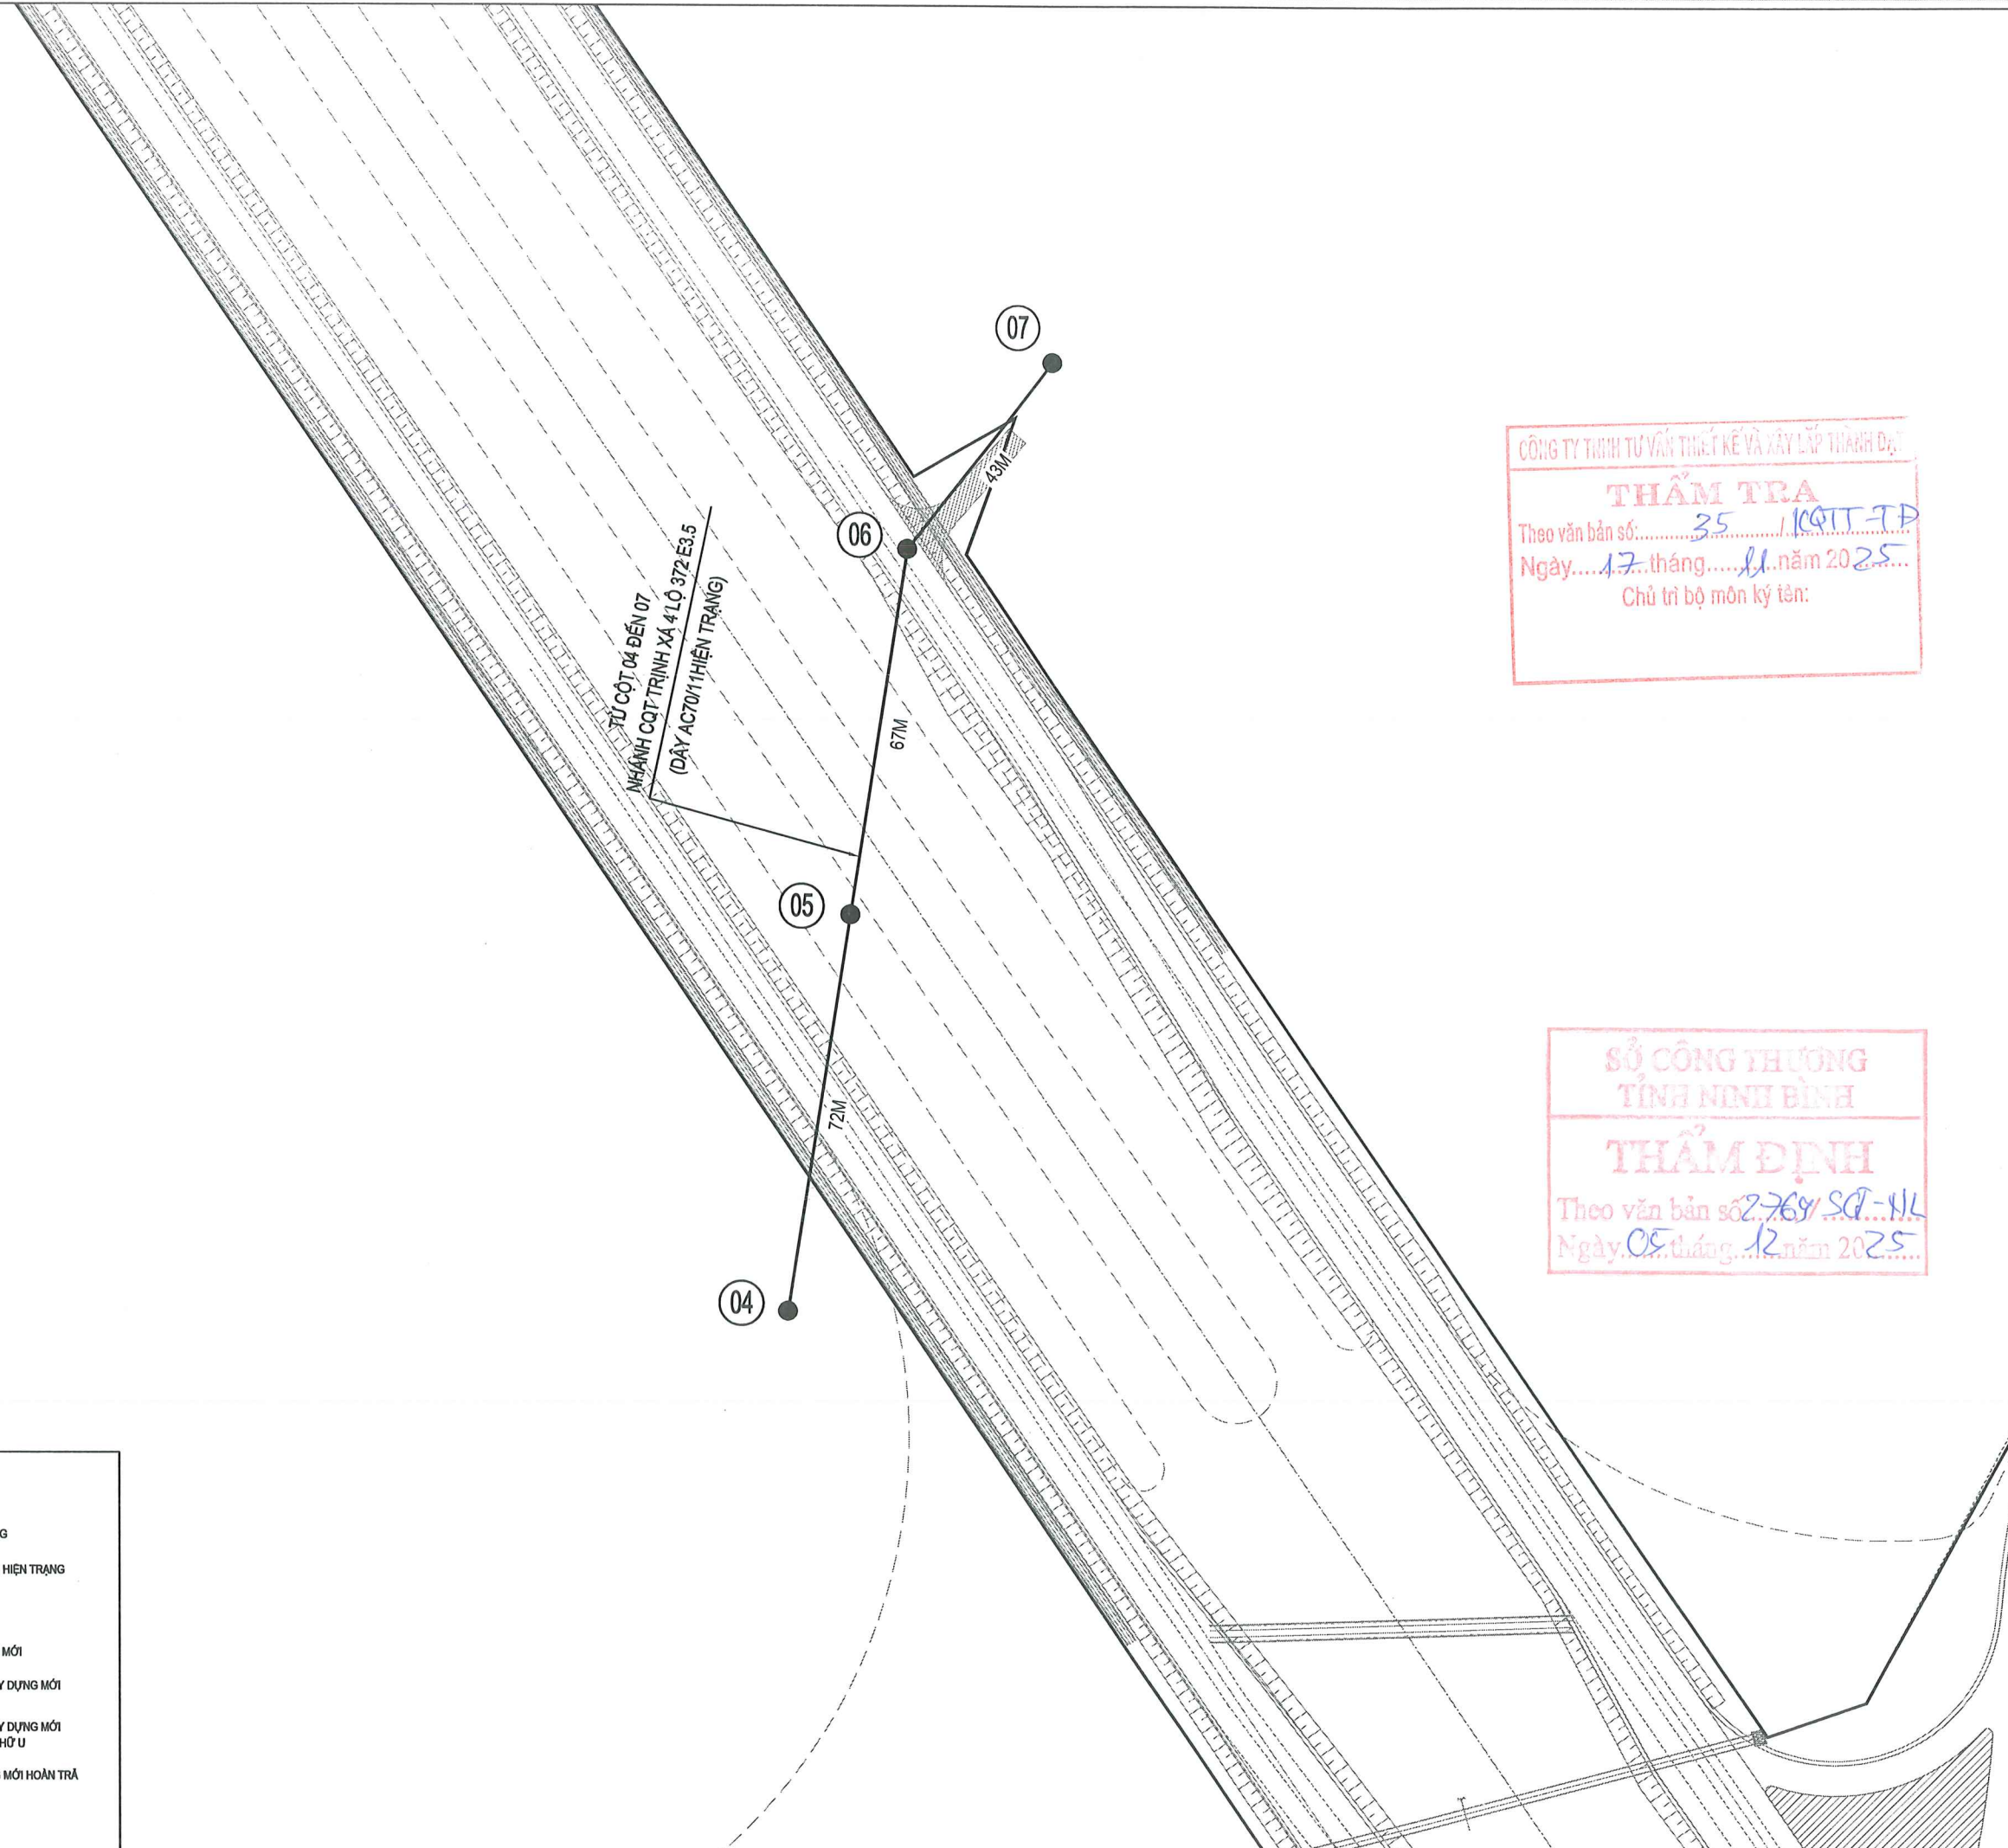 07
43M
06
TỪ CỘT 04 ĐẾN 07
NHÁNH CQT TRỊNH XÁ 4 LỘ 372 E3.5
(DÂY AC70/11HIỆN TRẠNG)
67M
05
72M
04
CÔNG TY TNHH TƯ VẤN THIẾT KẾ VÀ XÂY LẮP THÀNH ĐẠT
THẨM TRA
Theo văn bản số:.....35...../KQTT-TĐ
Ngày.....17.....tháng.....11.....năm 2025
Chủ trì bộ môn ký tên:
SỞ CÔNG THƯƠNG
TỈNH NINH BÌNH
THẨM ĐỊNH
Theo văn bản số /SCT-NL
Ngày 05 tháng 12 năm 2025
G
HIỆN TRẠNG
MỚI
Y DỰNG MỚI
Y DỰNG MỚI
HỮ U
MỚI HOÀN TRẢ